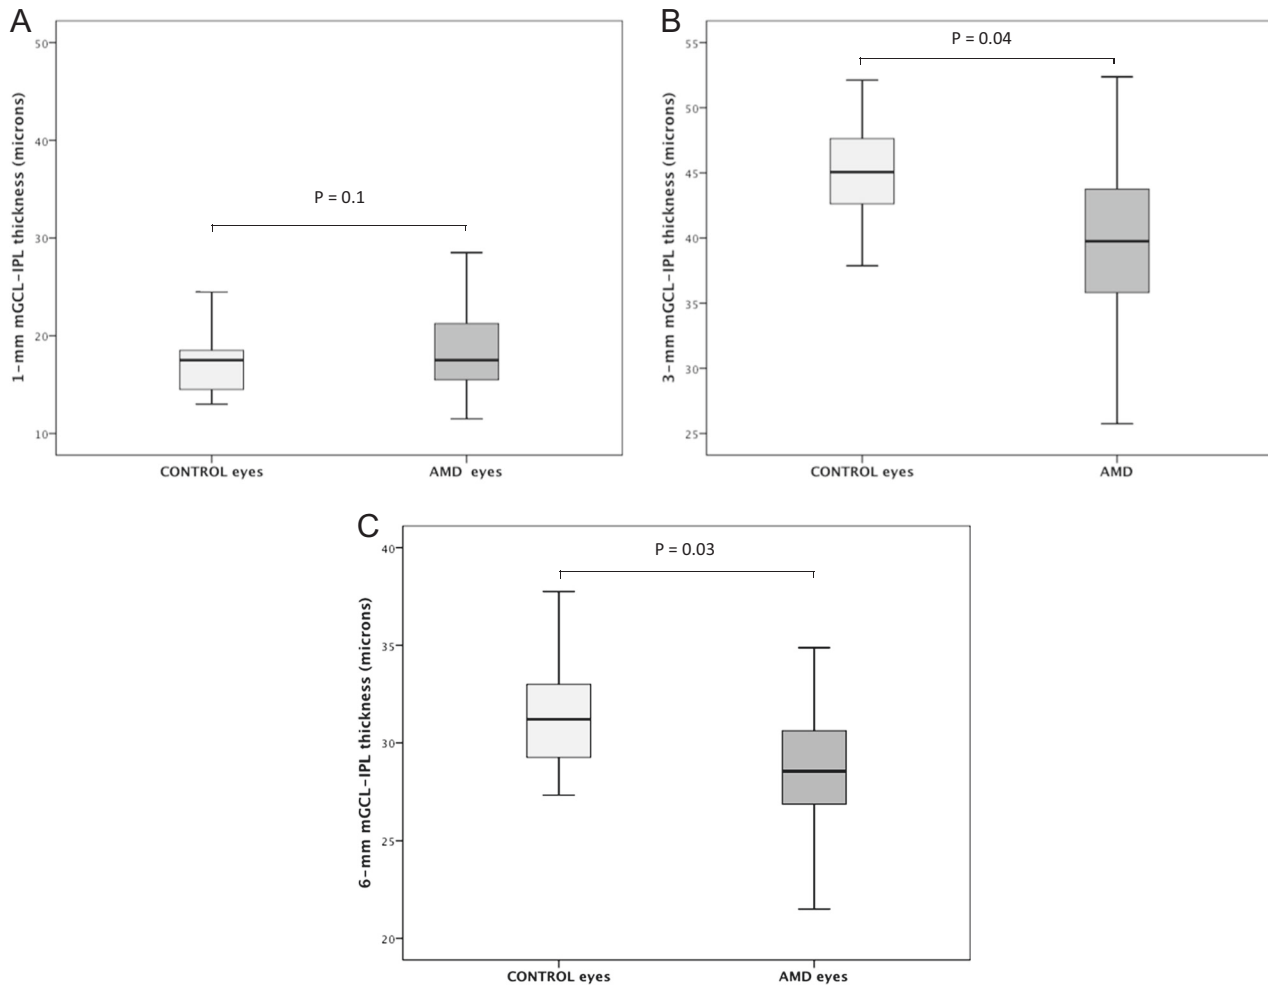 A
1-mm mGCL-IPL thickness (microns)
50
40
30
20
10
P = 0.1
CONTROL eyes
AMD eyes
B
3-mm mGCL-IPL thickness (microns)
55
50
45
40
35
30
25
P = 0.04
CONTROL eyes
AMD
C
6-mm mGCL-IPL thickness (microns)
40
35
30
25
20
P = 0.03
CONTROL eyes
AMD eyes